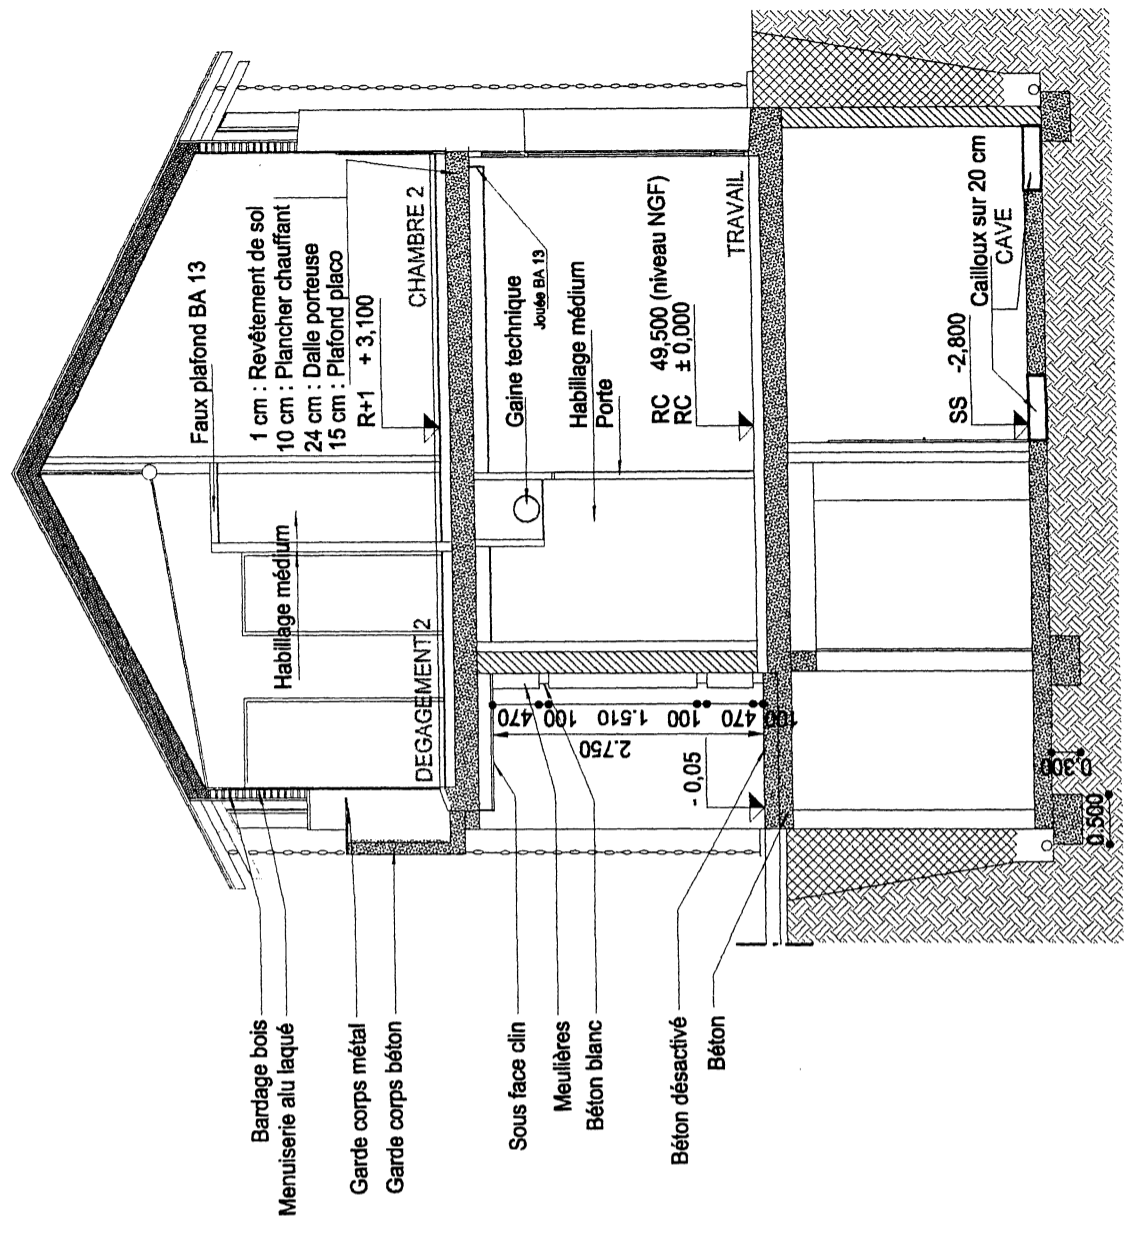 Faux plafond BA 13
1 cm : Revêtement de sol
10 cm : Plancher chauffant
24 cm : Dalle porteuse
15 cm : Plafond placo
R+1 + 3,100
CHAMBRE 2
Habillage médium
DEGAGEMENT 2
Gaine technique
Jouée BA 13
Habillage médium
Porte
RC 49,500 (niveau NGF)
RC ± 0,000
TRAVAIL
SS -2,800
Cailloux sur 20 cm
CAVE
470
100
1.510
100
470
100
2.750
- 0,05
0,300
0.500
Bardage bois
Menuiserie alu laqué
Garde corps métal
Garde corps béton
Sous face clin
Meulières
Béton blanc
Béton désactivé
Béton